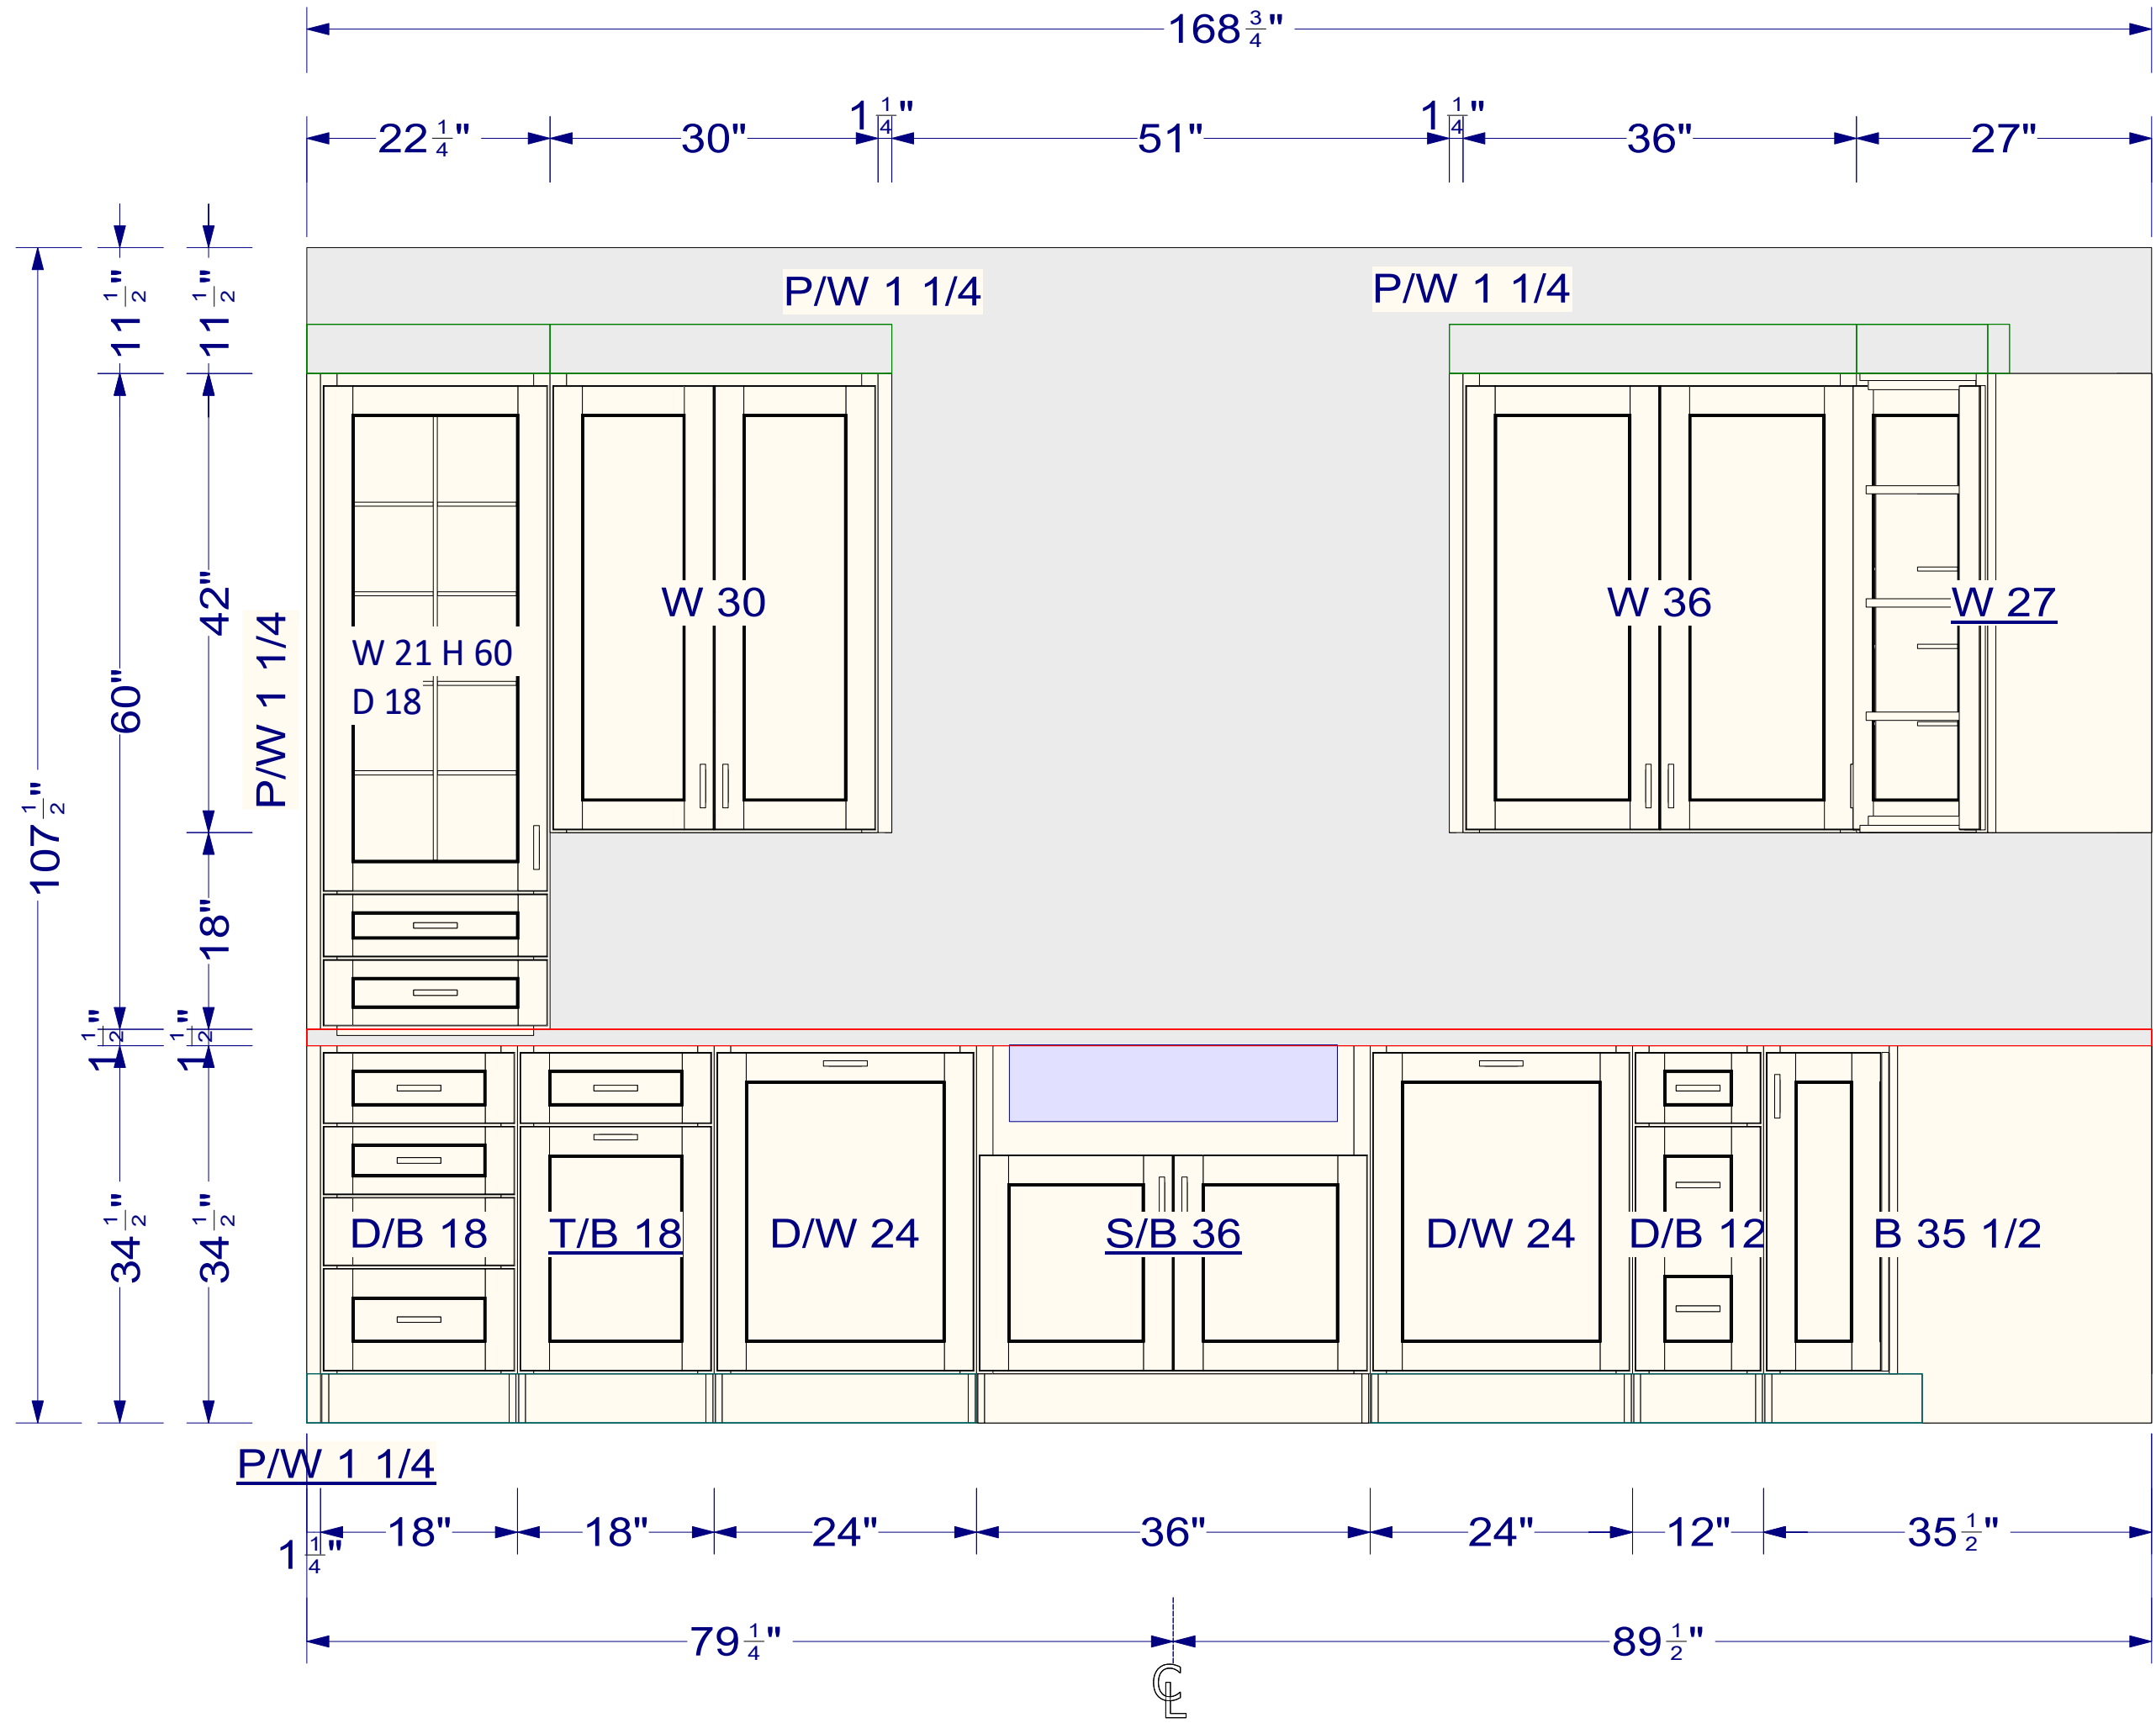 168 3/4"
22 1/4" 30" 1 1/4" 51" 1 1/4" 36" 27"
11 1/2" 11 1/2"
P/W 1 1/4 P/W 1 1/4
42"
60"
18"
107 1/2"
1 1/2" 1 1/2"
34 1/2" 34 1/2"
P/W 1 1/4
W 30 W 36 W 27
W 21 H 60
D 18
D/B 18 T/B 18 D/W 24 S/B 36 D/W 24 D/B 12 B 35 1/2
P/W 1 1/4
1 1/4" 18" 18" 24" 36" 24" 12" 35 1/2"
79 1/4" 89 1/2"
CL